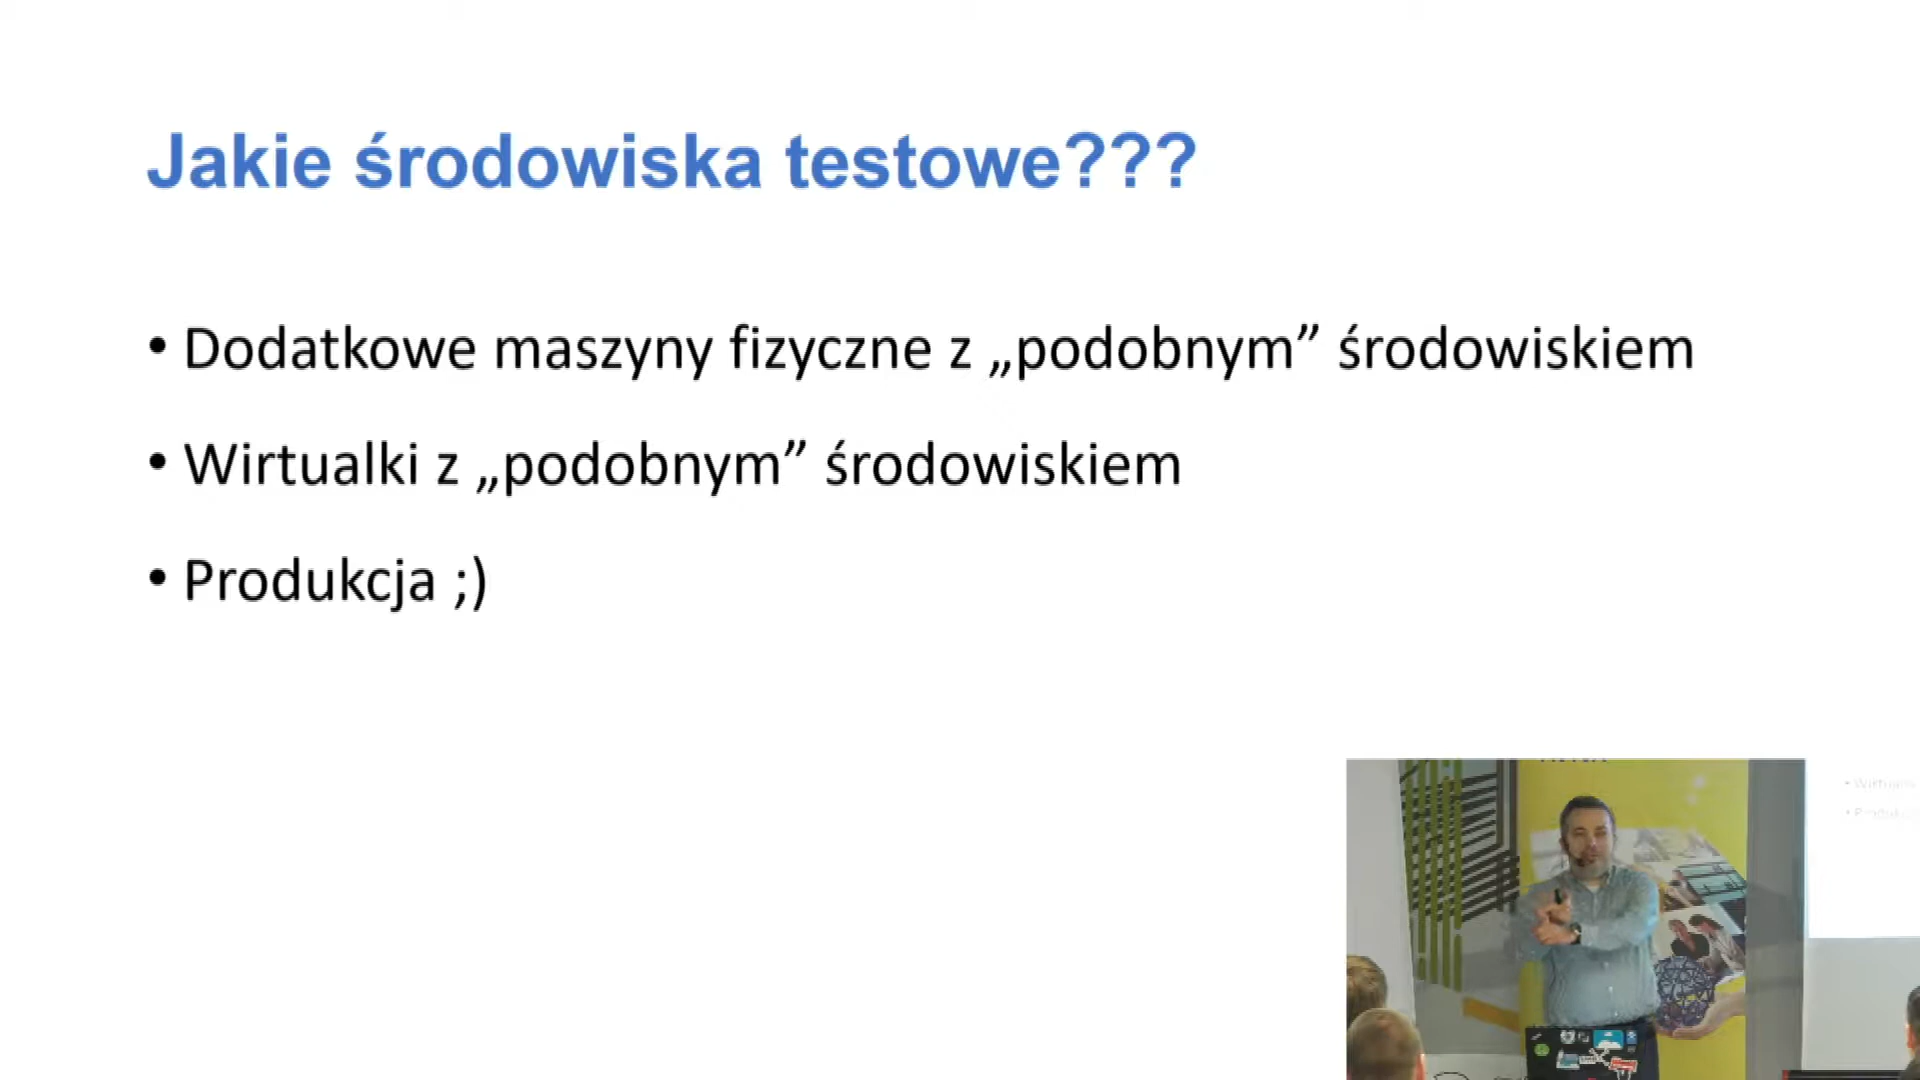 Jakie środowiska testowe???
• Dodatkowe maszyny fizyczne z „podobnym” środowiskiem
• Wirtualki z „podobnym” środowiskiem
• Produkcja ;)